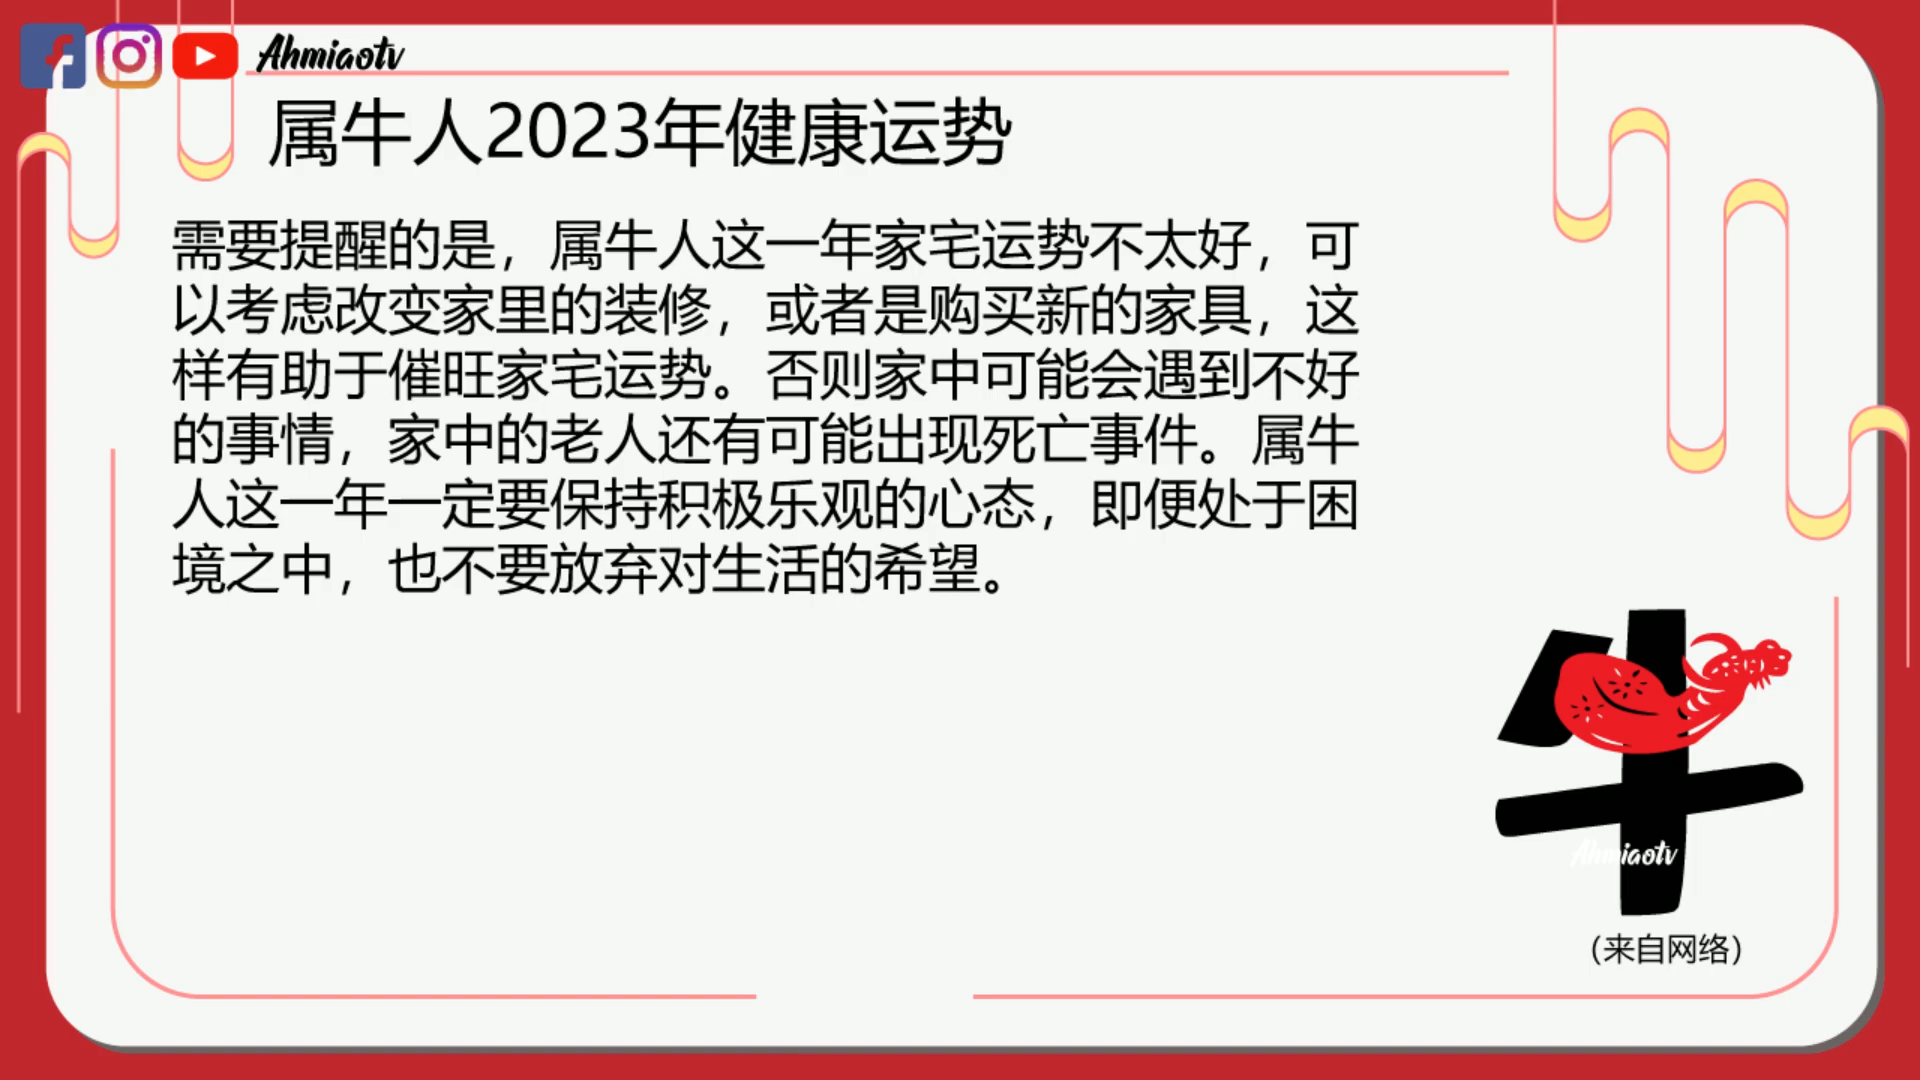 Ahmiaotv
属牛人2023年健康运势
需要提醒的是，属牛人这一年家宅运势不太好，可
以考虑改变家里的装修，或者是购买新的家具，这
样有助于催旺家宅运势。否则家中可能会遇到不好
的事情，家中的老人还有可能出现死亡事件。属牛
人这一年一定要保持积极乐观的心态，即便处于困
境之中，也不要放弃对生活的希望。
牛
Ahmiaotv
（来自网络）